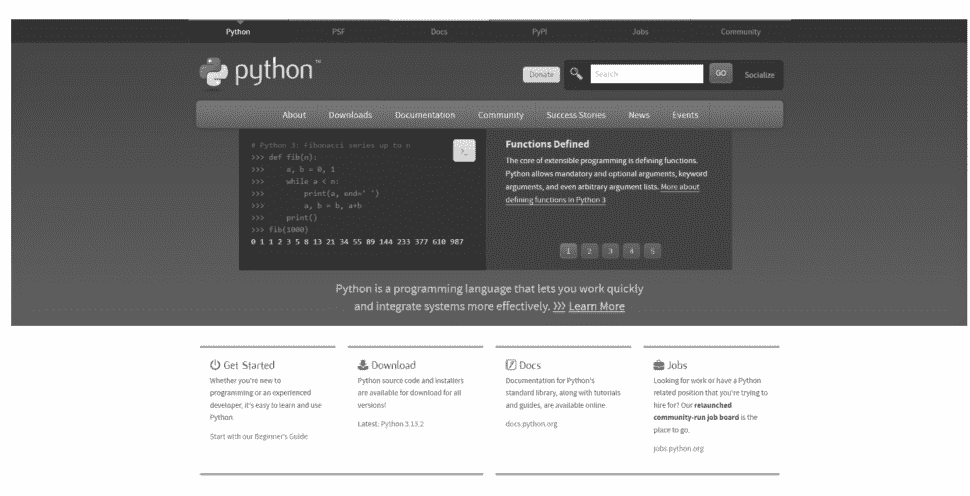 Python PSF Docs PyPI Jobs Community
python™
Donate Search GO Socialize
About Downloads Documentation Community Success Stories News Events
# Python 3: Fibonacci series up to n
>>> def fib(n):
>>> a, b = 0, 1
>>> while a < n:
>>> print(a, end=' ')
>>> a, b = b, a+b
>>> print()
>>> fib(1000)
0 1 1 2 3 5 8 13 21 34 55 89 144 233 377 610 987
>_
Functions Defined
The core of extensible programming is defining functions.
Python allows mandatory and optional arguments, keyword
arguments, and even arbitrary argument lists. More about
defining functions in Python 3
1 2 3 4 5
Python is a programming language that lets you work quickly
and integrate systems more effectively. >>> Learn More
Get Started
Whether you're new to
programming or an experienced
developer, it's easy to learn and use
Python.
Start with our Beginner's Guide
Download
Python source code and installers
are available for download for all
versions!
Latest: Python 3.13.2
Docs
Documentation for Python's
standard library, along with tutorials
and guides, are available online.
docs.python.org
Jobs
Looking for work or have a Python
related position that you're trying to
hire for? Our relaunched
community-run job board is the
place to go.
jobs.python.org